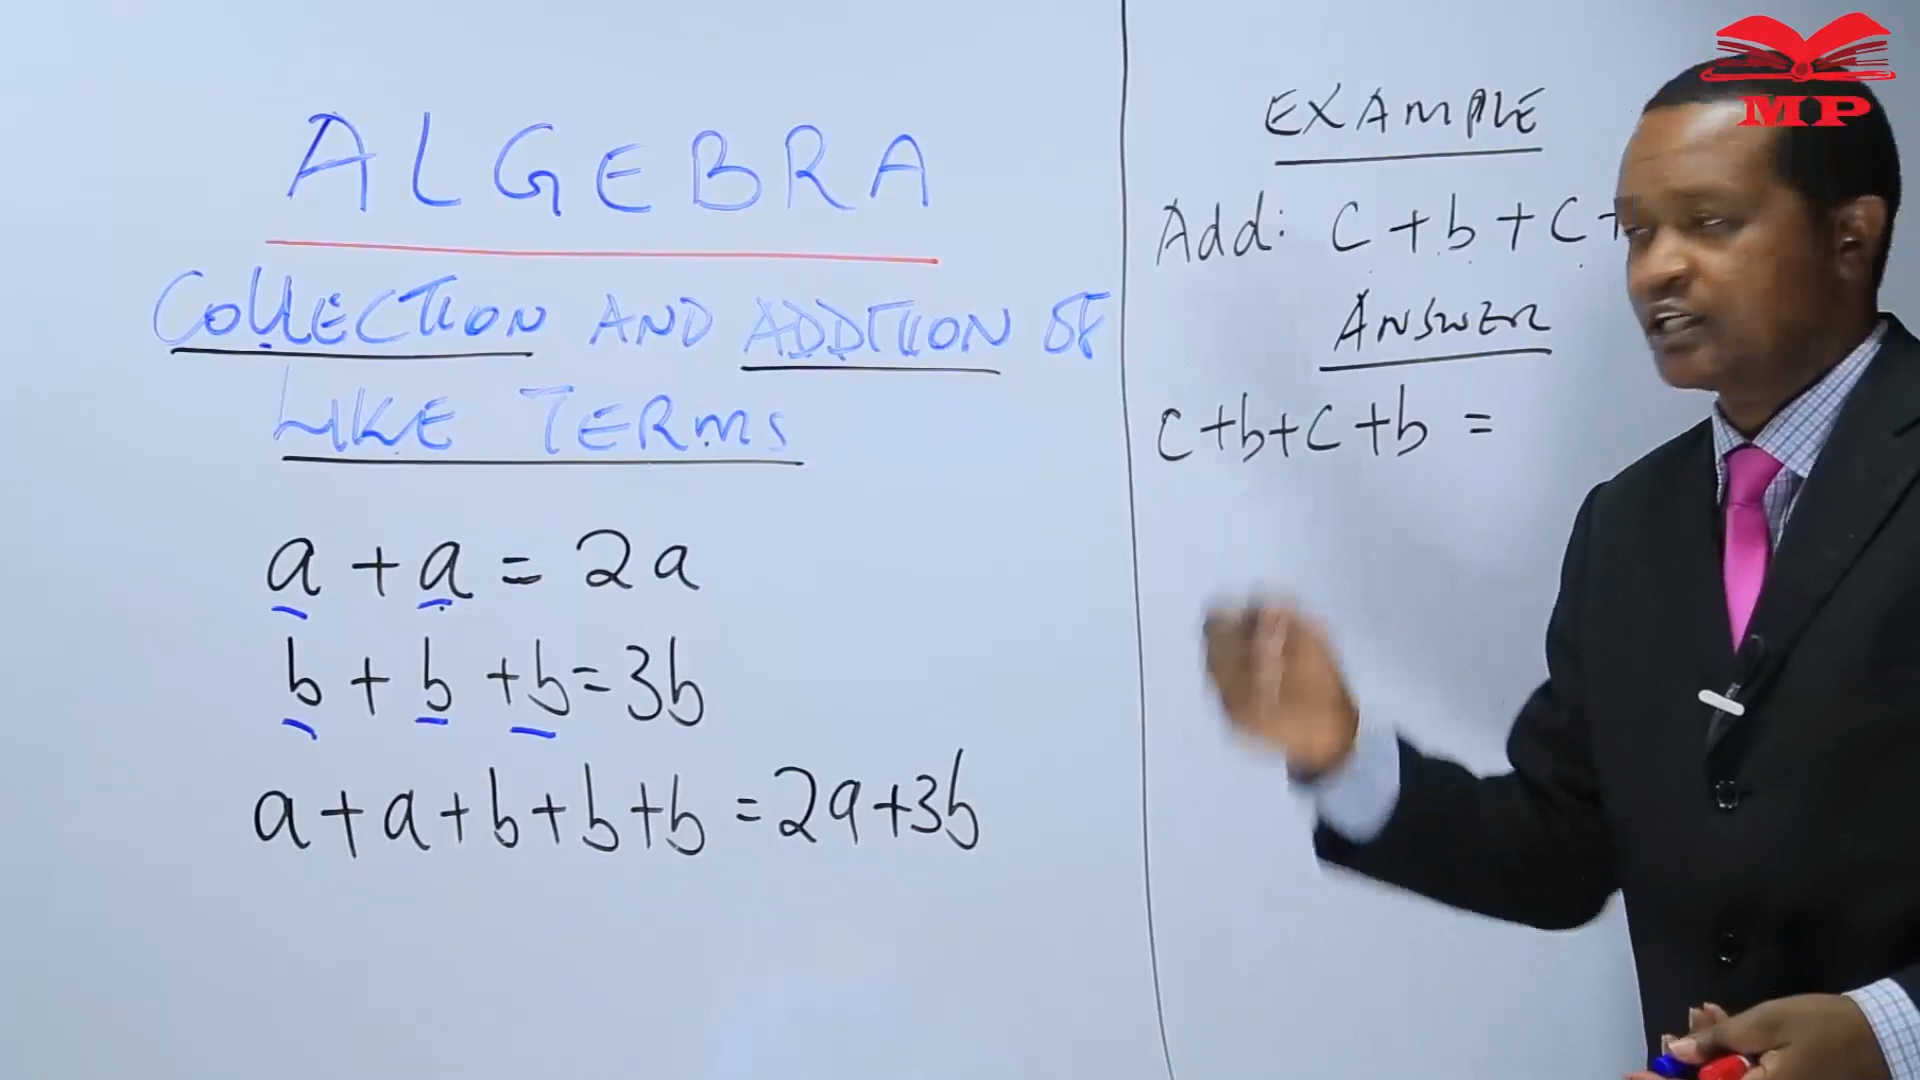 ALGEBRA
COLLECTION AND ADDITION OF
LIKE TERMS
a + a = 2a
b + b + b = 3b
a + a + b + b + b = 2a + 3b
EXAMPLE
Add: c + b + c +
ANSWER
c + b + c + b =
MP